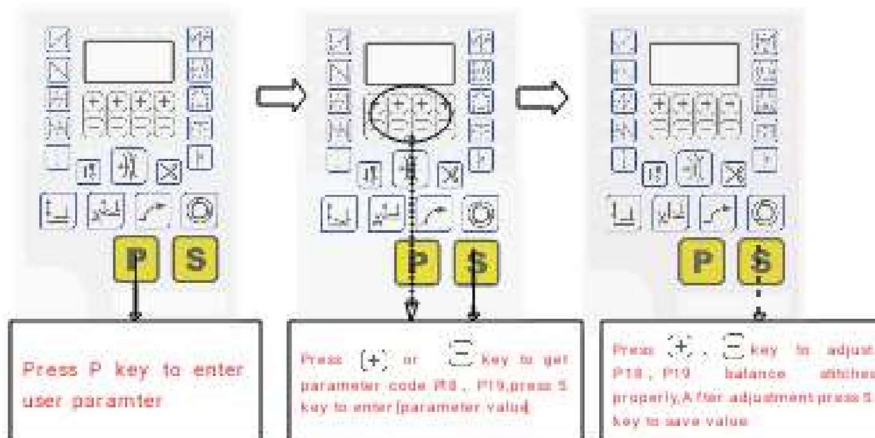 P S
P S
P S
Press P key to enter
user paramter
Press [+] or [-] key to get
parameter code P18, P19,press S
key to enter[parameter value]
Press [+], [-] key to adjust
P18, P19 balance stitches
properly,After adjustment press S
key to save value